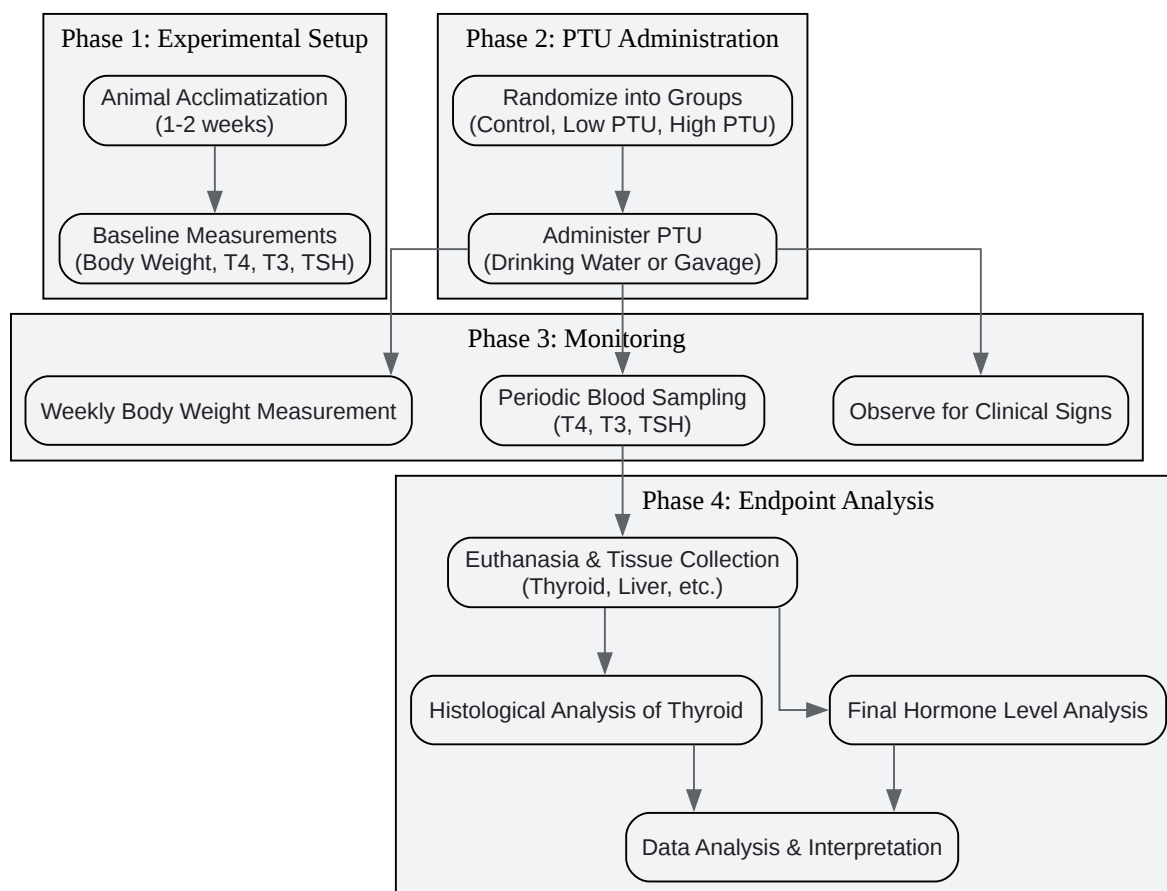 Phase 1: Experimental Setup
Animal Acclimatization
(1-2 weeks)
Baseline Measurements
(Body Weight, T4, T3, TSH)
Phase 2: PTU Administration
Randomize into Groups
(Control, Low PTU, High PTU)
Administer PTU
(Drinking Water or Gavage)
Phase 3: Monitoring
Weekly Body Weight Measurement
Periodic Blood Sampling
(T4, T3, TSH)
Observe for Clinical Signs
Phase 4: Endpoint Analysis
Euthanasia & Tissue Collection
(Thyroid, Liver, etc.)
Histological Analysis of Thyroid
Final Hormone Level Analysis
Data Analysis & Interpretation